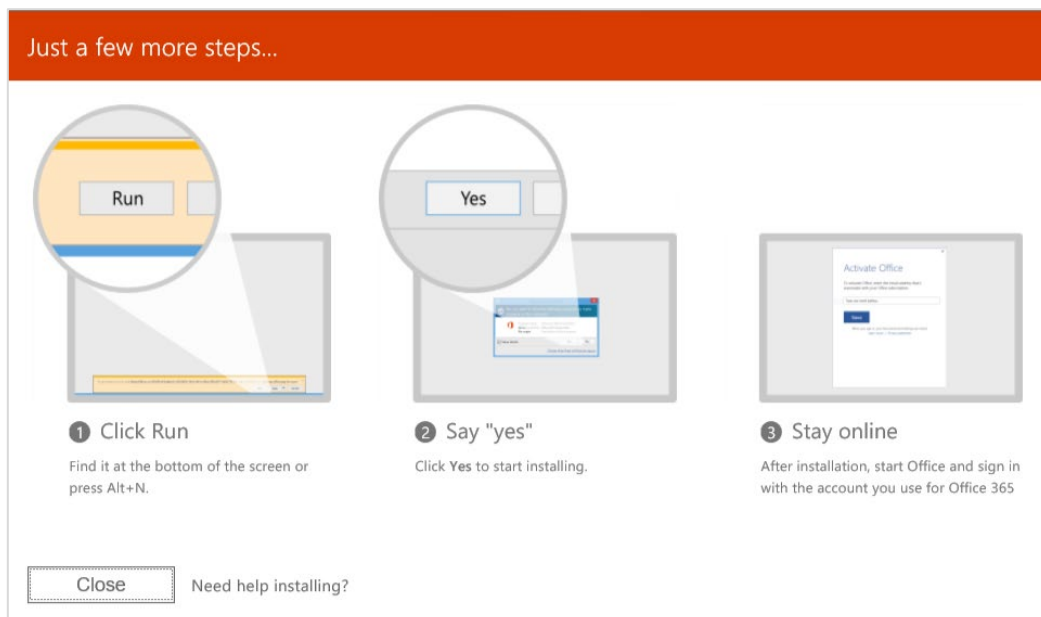 Just a few more steps...
Run
Yes
Activate Office
1 Click Run
Find it at the bottom of the screen or
press Alt+N.
2 Say "yes"
Click Yes to start installing.
3 Stay online
After installation, start Office and sign in
with the account you use for Office 365
Close
Need help installing?